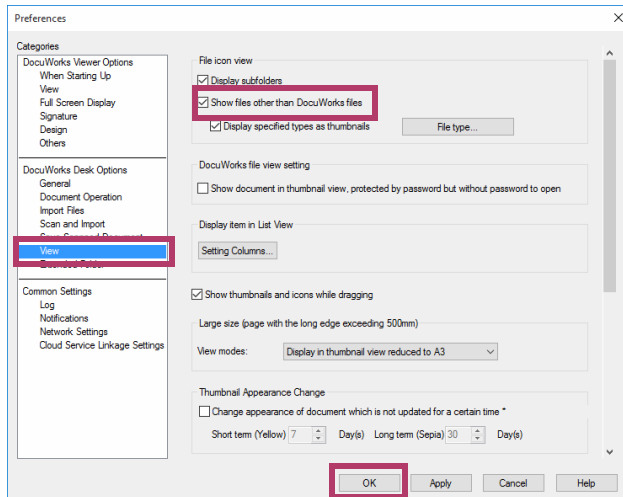 Preferences
Categories
DocuWorks Viewer Options
When Starting Up
View
Full Screen Display
Signature
Design
Others
DocuWorks Desk Options
General
Document Operation
Import Files
Scan and Import
View
Common Settings
Log
Notifications
Network Settings
Cloud Service Linkage Settings
File icon view
Display subfolders
Show files other than DocuWorks files
Display specified types as thumbnails
File type...
DocuWorks file view setting
Show document in thumbnail view, protected by password but without password to open
Display item in List View
Setting Columns...
Show thumbnails and icons while dragging
Large size (page with the long edge exceeding 500mm)
View modes: Display in thumbnail view reduced to A3
Thumbnail Appearance Change
Change appearance of document which is not updated for a certain time *
Short term (Yellow) 7 Day(s) Long term (Sepia) 30 Day(s)
OK Apply Cancel Help